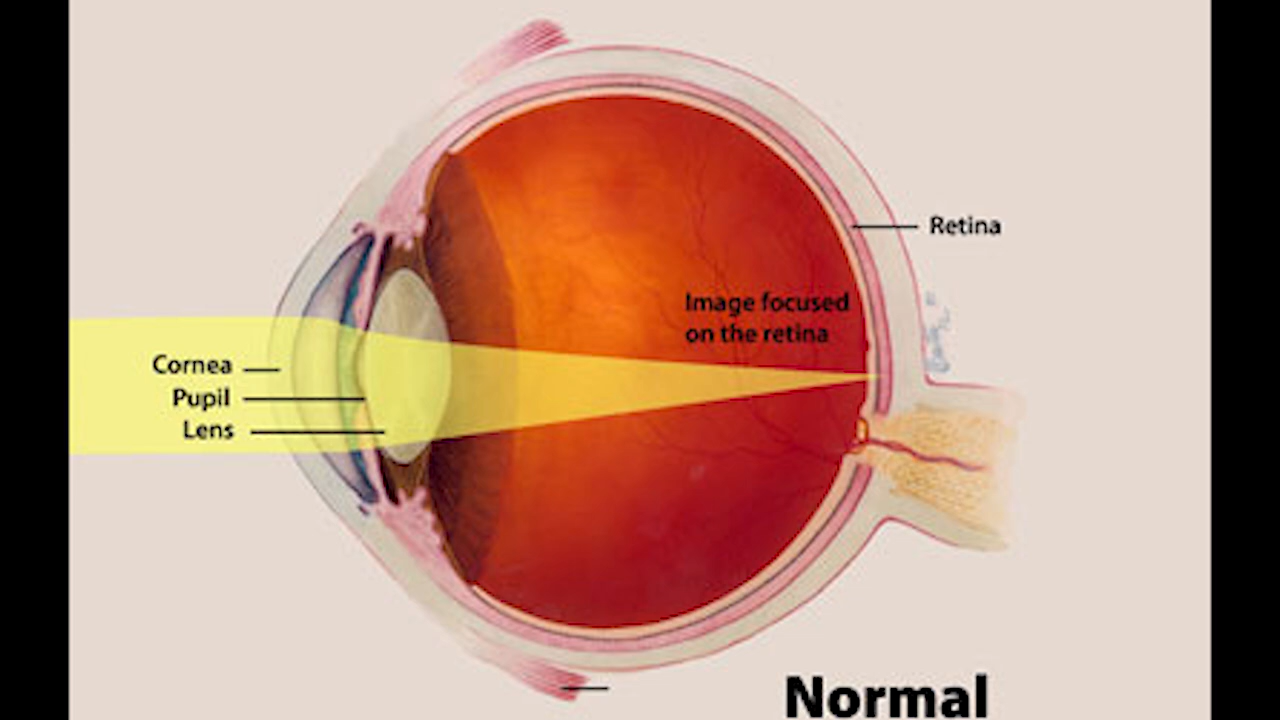 Retina
Image focused
on the retina
Cornea
Pupil
Lens
Normal